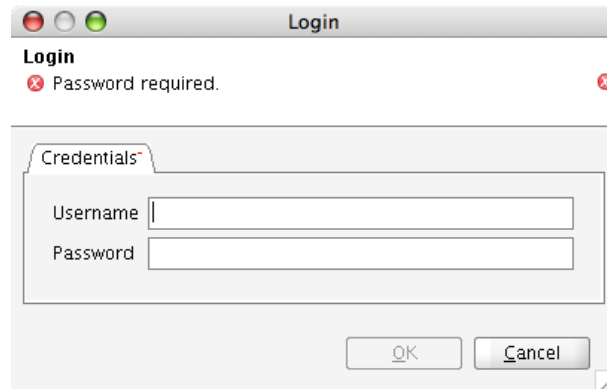 Login
Login
Password required.
Credentials
Username
Password
OK
Cancel